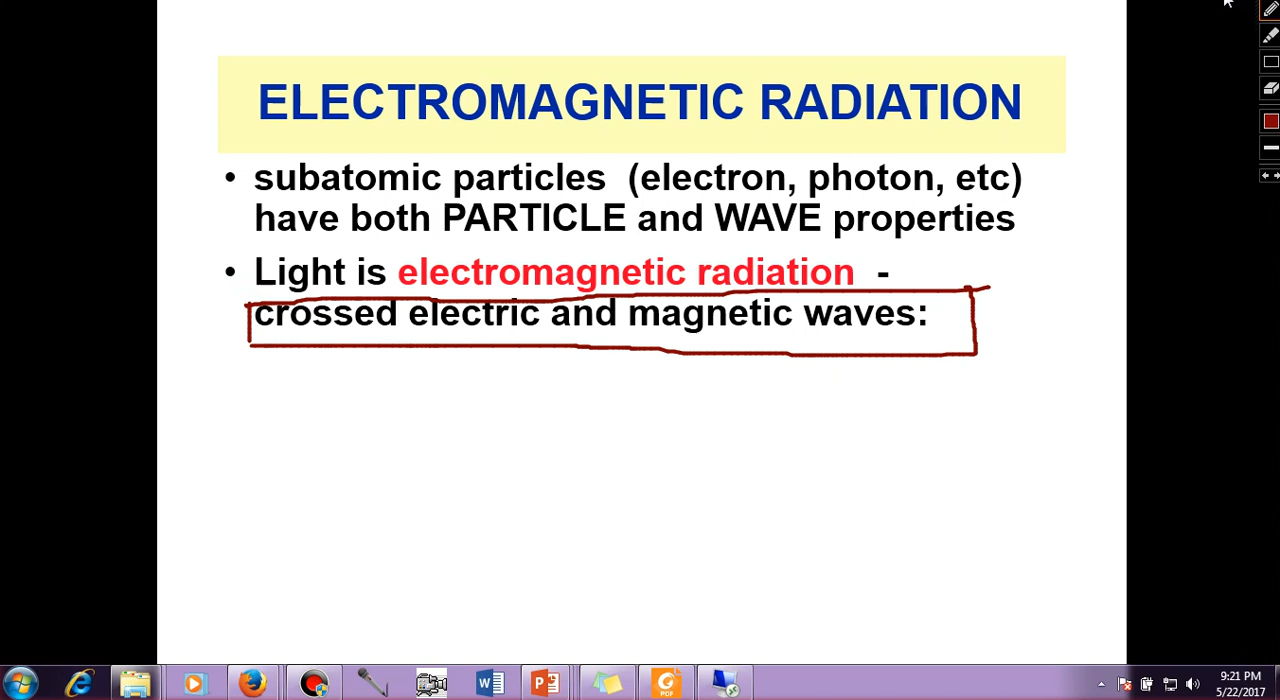 ELECTROMAGNETIC RADIATION
• subatomic particles (electron, photon, etc)
have both PARTICLE and WAVE properties
• Light is electromagnetic radiation -
crossed electric and magnetic waves:
W
P
PDF
9:21 PM
5/22/2017